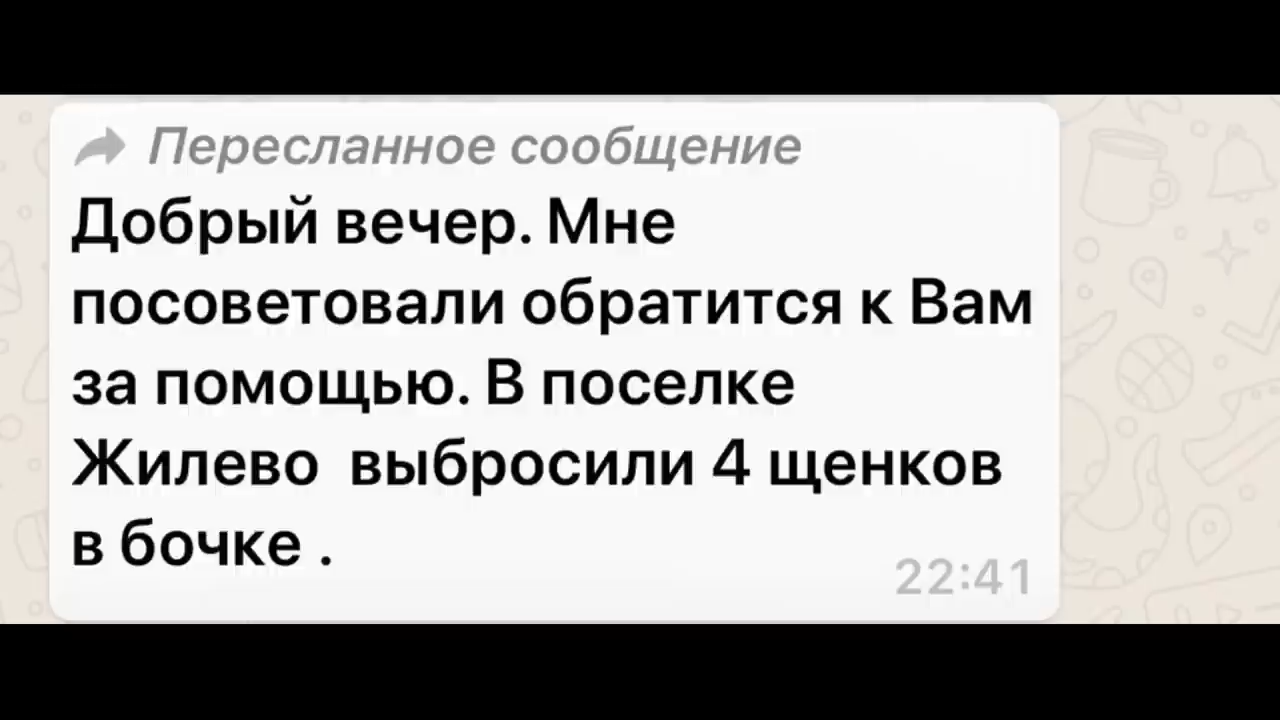 Пересланное сообщение
Добрый вечер. Мне
посоветовали обратится к Вам
за помощью. В поселке
Жилево выбросили 4 щенков
в бочке .
22:41